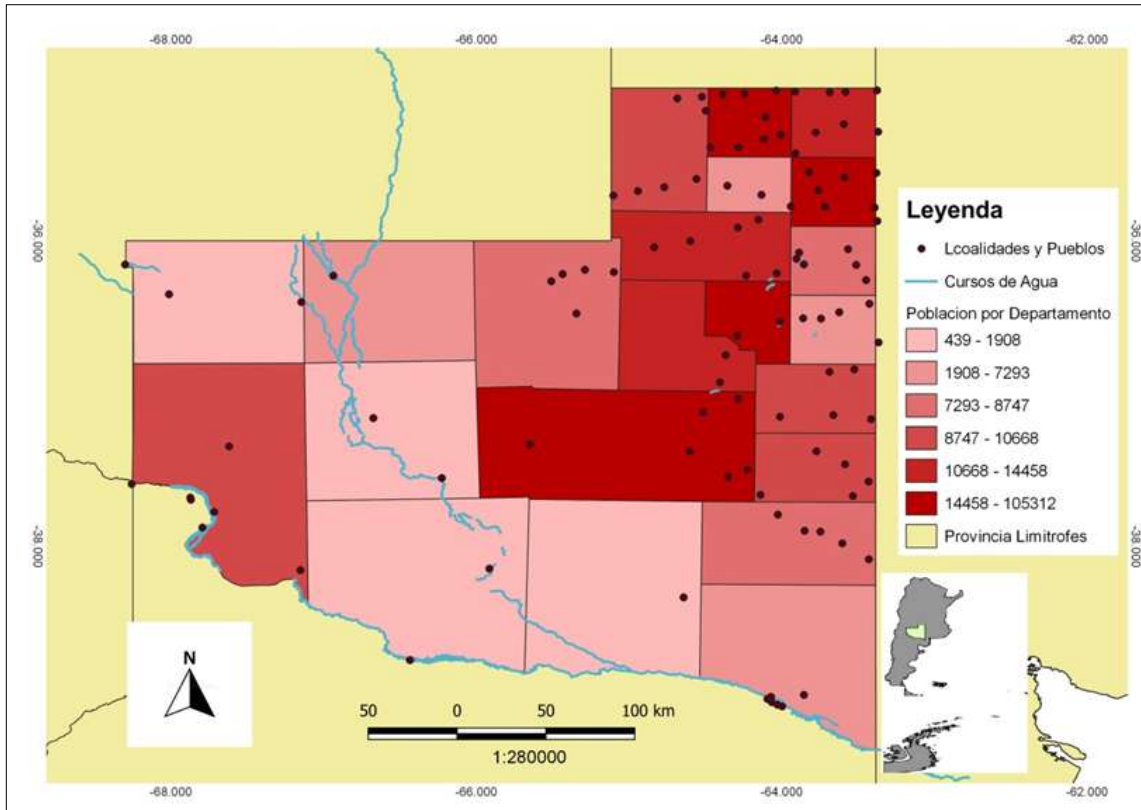 -68.000 -66.000 -64.000 -62.000
-36.000
-36.000
Leyenda
Lcoalidades y Pueblos
Cursos de Agua
Poblacion por Departamento
439 - 1908
1908 - 7293
7293 - 8747
8747 - 10668
10668 - 14458
14458 - 105312
Provincia Limitrofes
-38.000
-38.000
N
50 0 50 100 km
1:280000
-68.000 -66.000 -64.000 -62.000